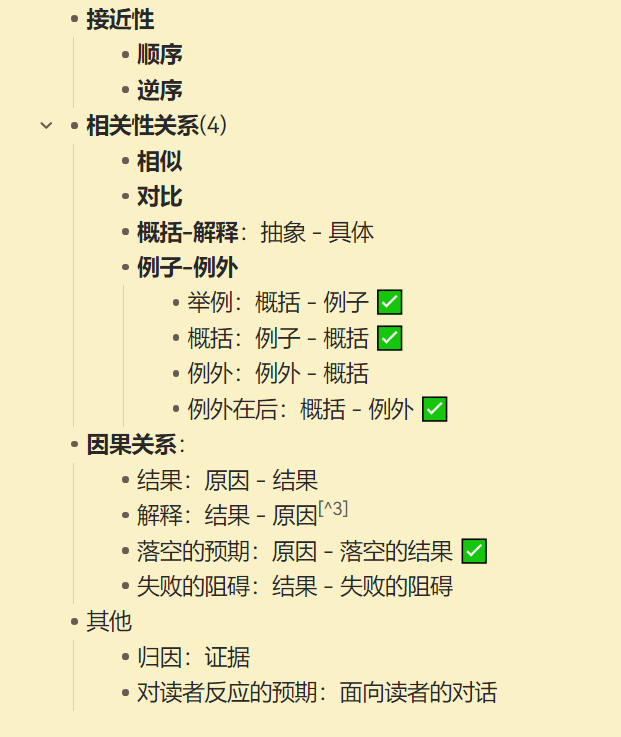 接近性
顺序
逆序
相关性关系(4)
相似
对比
概括-解释：抽象 - 具体
例子-例外
举例：概括 - 例子 ✅
概括：例子 - 概括 ✅
例外：例外 - 概括
例外在后：概括 - 例外 ✅
因果关系：
结果：原因 - 结果
解释：结果 - 原因[^3]
落空的预期：原因 - 落空的结果 ✅
失败的阻碍：结果 - 失败的阻碍
其他
归因：证据
对读者反应的预期：面向读者的对话